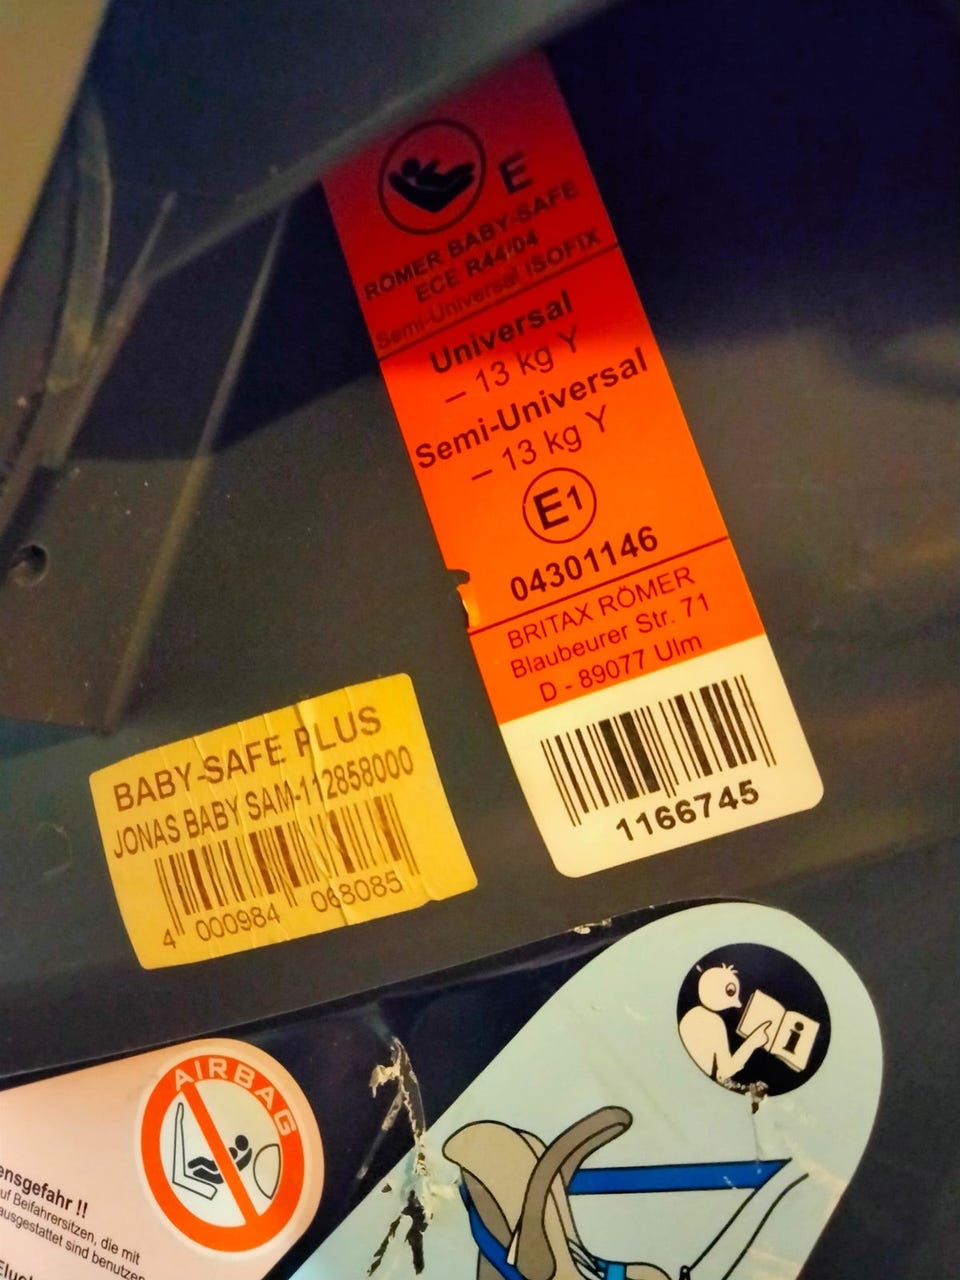 E
RÖMER BABY-SAFE
ECE R44/04
Semi-Universal ISOFIX
Universal
– 13 kg Y
Semi-Universal
– 13 kg Y
E1
04301146
BRITAX RÖMER
Blaubeurer Str. 71
D - 89077 Ulm
1166745
BABY-SAFE PLUS
JONAS BABY SAM-112858000
4 000984 068085
i
AIRBAG
ensgefahr !!
uf Beifahrersitzen, die mit
ausgestattet sind benutzen